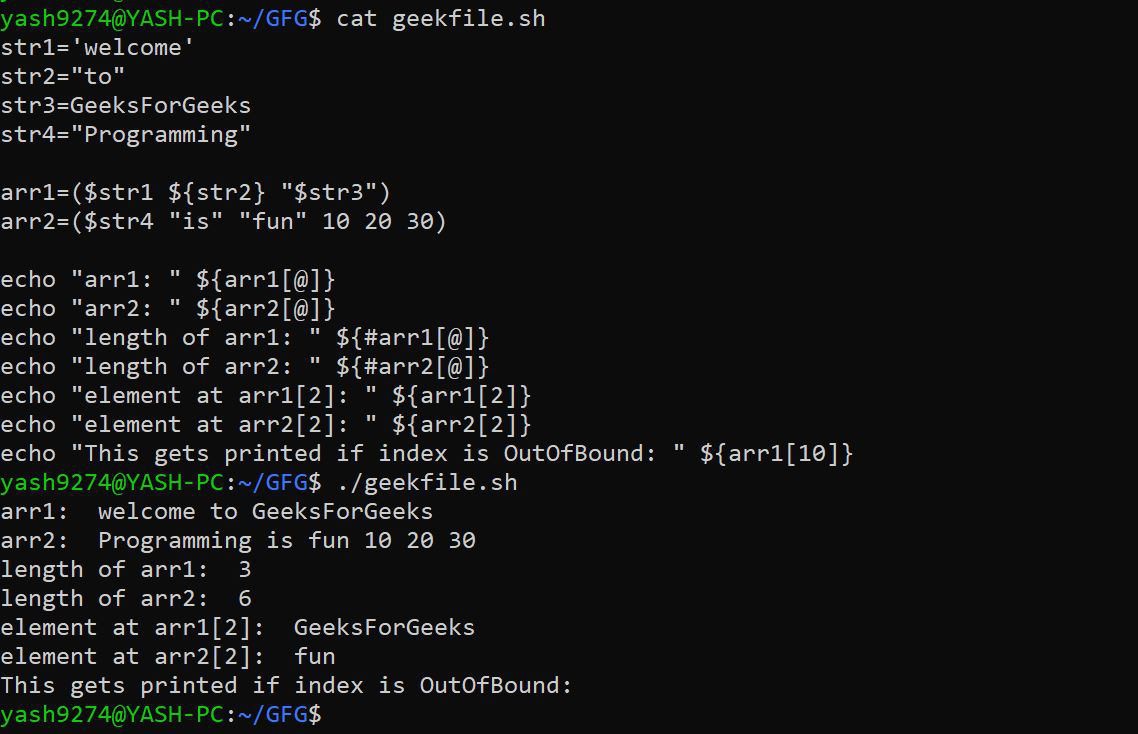 yash9274@YASH-PC:~/GFG$ cat geekfile.sh
str1='welcome'
str2="to"
str3=GeeksForGeeks
str4="Programming"

arr1=($str1 ${str2} "$str3")
arr2=($str4 "is" "fun" 10 20 30)

echo "arr1: " ${arr1[@]}
echo "arr2: " ${arr2[@]}
echo "length of arr1: " ${#arr1[@]}
echo "length of arr2: " ${#arr2[@]}
echo "element at arr1[2]: " ${arr1[2]}
echo "element at arr2[2]: " ${arr2[2]}
echo "This gets printed if index is OutOfBound: " ${arr1[10]}
yash9274@YASH-PC:~/GFG$ ./geekfile.sh
arr1:  welcome to GeeksForGeeks
arr2:  Programming is fun 10 20 30
length of arr1:  3
length of arr2:  6
element at arr1[2]:  GeeksForGeeks
element at arr2[2]:  fun
This gets printed if index is OutOfBound:
yash9274@YASH-PC:~/GFG$